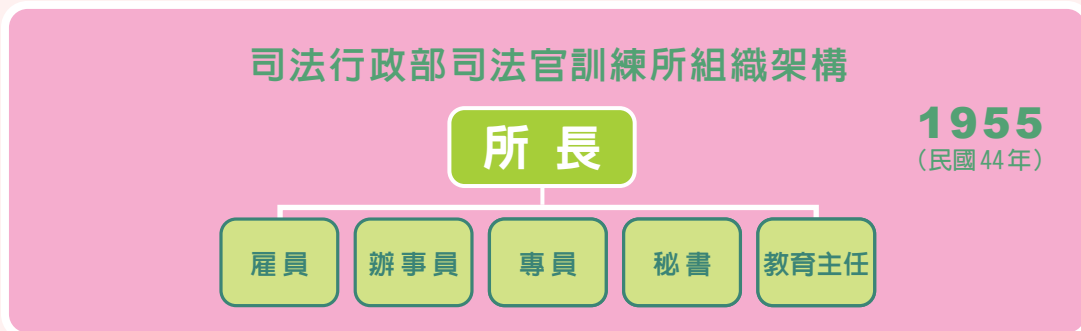 司法行政部司法官訓練所組織架構
所長
1955
（民國44年）
雇員
辦事員
專員
秘書
教育主任